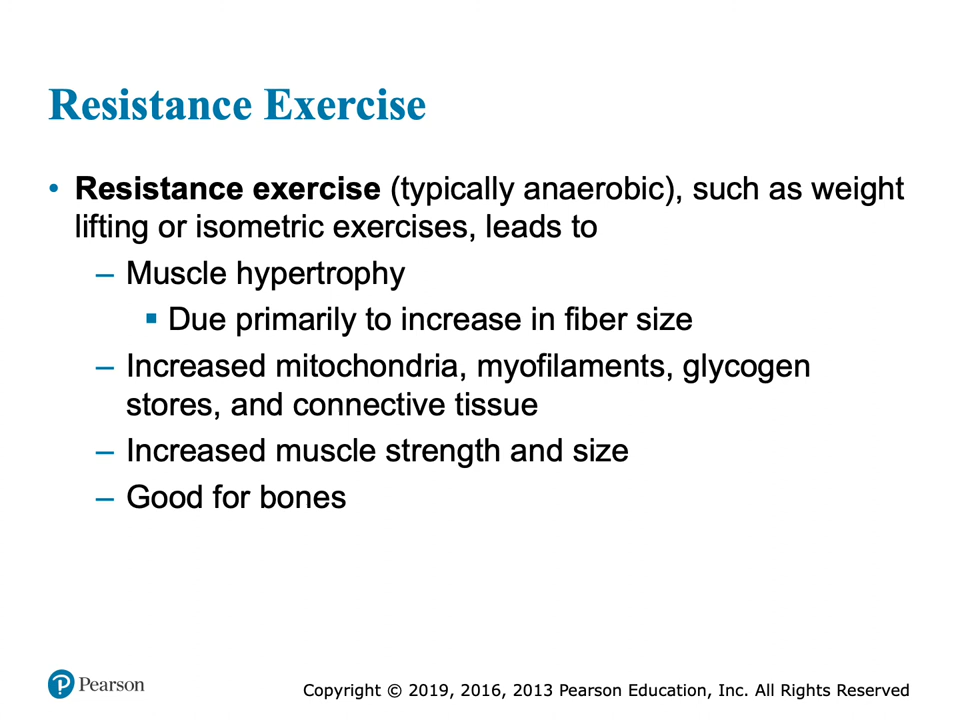 Resistance Exercise
• Resistance exercise (typically anaerobic), such as weight
lifting or isometric exercises, leads to
– Muscle hypertrophy
▪ Due primarily to increase in fiber size
– Increased mitochondria, myofilaments, glycogen
stores, and connective tissue
– Increased muscle strength and size
– Good for bones
Pearson
Copyright © 2019, 2016, 2013 Pearson Education, Inc. All Rights Reserved